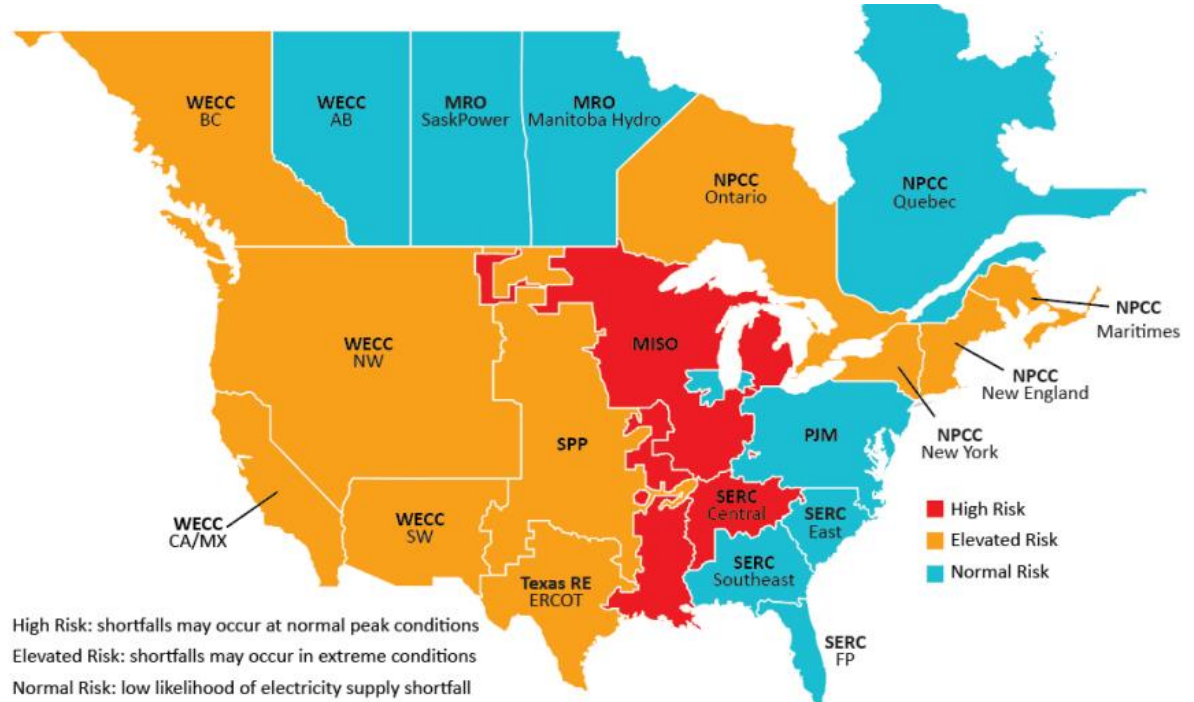 WECC
BC
WECC
AB
MRO
SaskPower
MRO
Manitoba Hydro
NPCC
Ontario
NPCC
Quebec
NPCC
Maritimes
NPCC
New England
NPCC
New York
WECC
NW
MISO
SPP
PJM
WECC
CA/MX
WECC
SW
SERC
Central
SERC
East
SERC
Southeast
Texas RE
ERCOT
SERC
FP
High Risk
Elevated Risk
Normal Risk
High Risk: shortfalls may occur at normal peak conditions
Elevated Risk: shortfalls may occur in extreme conditions
Normal Risk: low likelihood of electricity supply shortfall